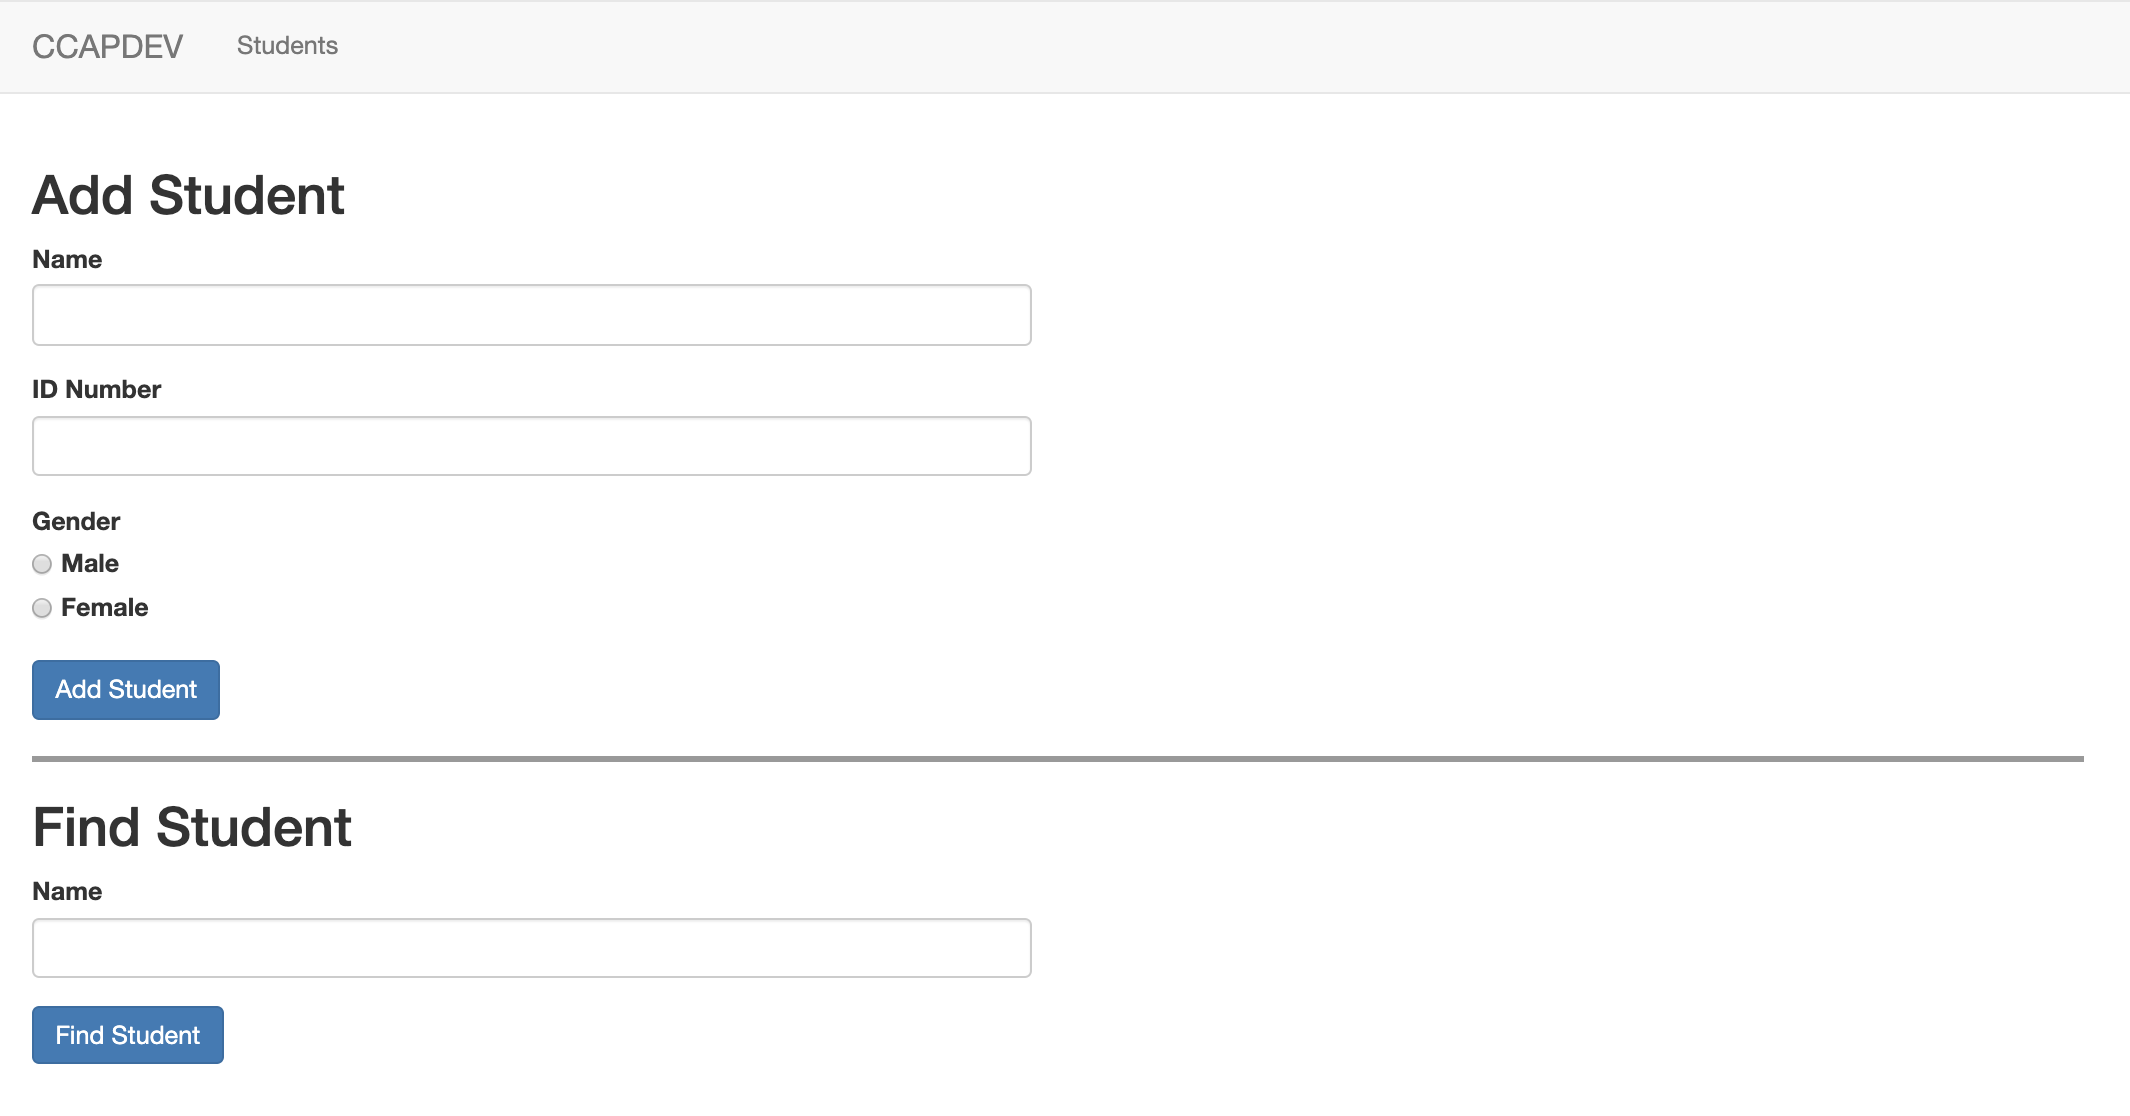 CCAPDEV Students
Add Student
Name
ID Number
Gender
Male
Female
Add Student
Find Student
Name
Find Student